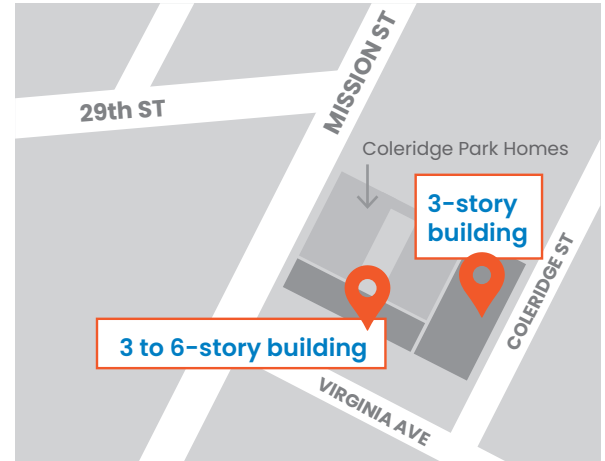 MISSION ST
29th ST
Coleridge Park Homes
3-story
building
COLERIDGE ST
3 to 6-story building
VIRGINIA AVE